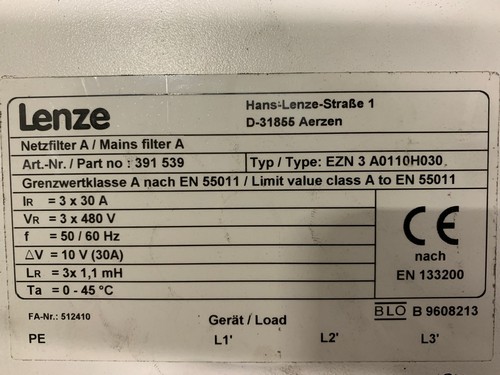 Lenze
Hans-Lenze-Straße 1
D-31855 Aerzen
Netzfilter A / Mains filter A
Art.-Nr. / Part no : 391 539
Typ / Type: EZN 3 A0110H030.
Grenzwertklasse A nach EN 55011 / Limit value class A to EN 55011
IR = 3 x 30 A
VR = 3 x 480 V
f = 50 / 60 Hz
△V = 10 V (30A)
LR = 3x 1,1 mH
Ta = 0 - 45 °C
CE
nach
EN 133200
FA-Nr.: 512410
Gerät / Load
BLO B 9608213
PE L1' L2' L3'